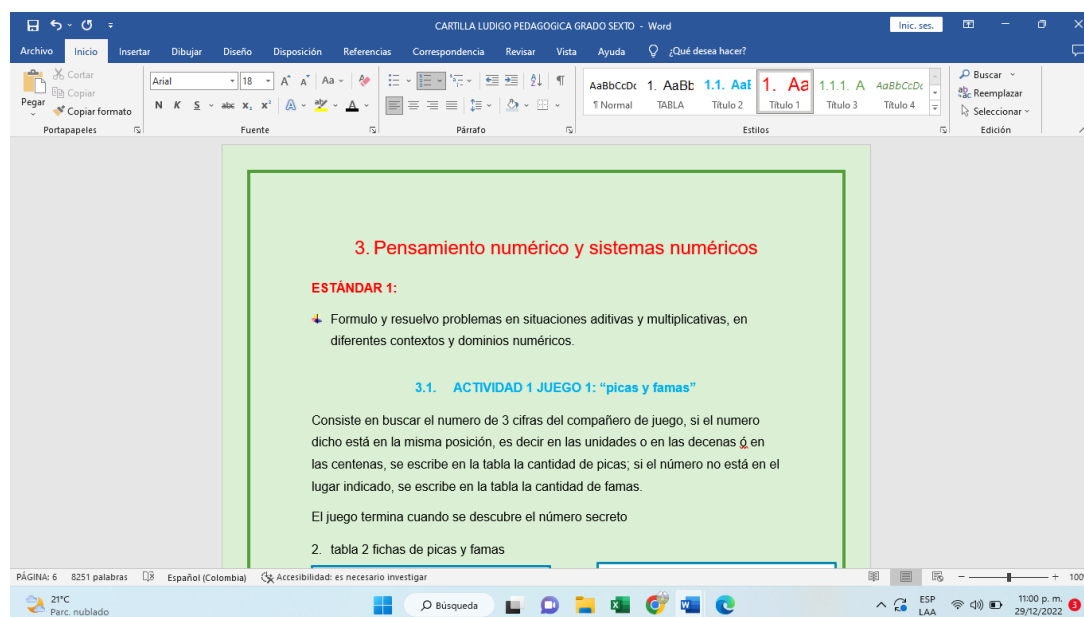 CARTILLA LUDIGO PEDAGOGICA GRADO SEXTO - Word
Inic. ses.
Archivo Inicio Insertar Dibujar Diseño Disposición Referencias Correspondencia Revisar Vista Ayuda ¿Qué desea hacer?
Pegar
Cortar
Copiar
Copiar formato
Portapapeles
Arial 18
N K S abc x₂ x²
Fuente
Párrafo
AaBbCcDc 1. AaBb 1.1. AaE 1. Aa 1.1.1. A AaBbCcDc
¶ Normal TABLA Título 2 Título 1 Título 3 Título 4
Estilos
Buscar
Reemplazar
Seleccionar
Edición
3. Pensamiento numérico y sistemas numéricos
ESTÁNDAR 1:
Formulo y resuelvo problemas en situaciones aditivas y multiplicativas, en
diferentes contextos y dominios numéricos.
3.1. ACTIVIDAD 1 JUEGO 1: “picas y famas”
Consiste en buscar el numero de 3 cifras del compañero de juego, si el numero
dicho está en la misma posición, es decir en las unidades o en las decenas ó en
las centenas, se escribe en la tabla la cantidad de picas; si el número no está en el
lugar indicado, se escribe en la tabla la cantidad de famas.
El juego termina cuando se descubre el número secreto
2. tabla 2 fichas de picas y famas
PÁGINA: 6 8251 palabras Español (Colombia) Accesibilidad: es necesario investigar
100%
21°C
Parc. nublado
Búsqueda
ESP
LAA
11:00 p. m.
29/12/2022
3